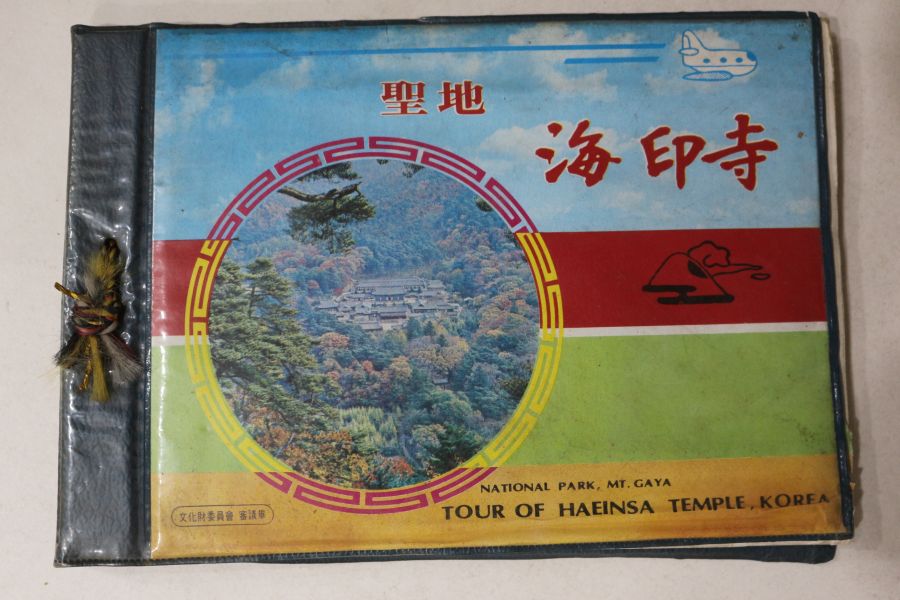 聖地
海印寺
NATIONAL PARK, MT. GAYA
TOUR OF HAEINSA TEMPLE, KOREA
文化財委員會 審議畢